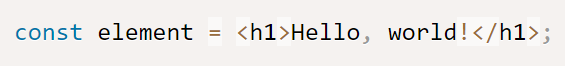 const element = <h1>Hello, world!</h1>;